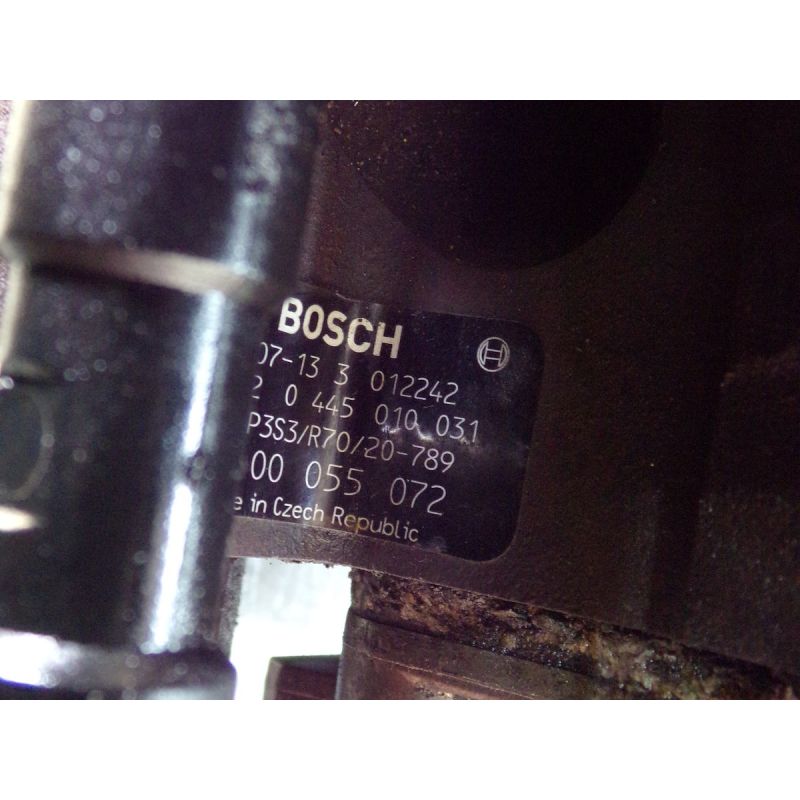 BOSCH
07-13 3 012242
2 0 445 010 031
P3S3/R70/20-789
00 055 072
in Czech Republic